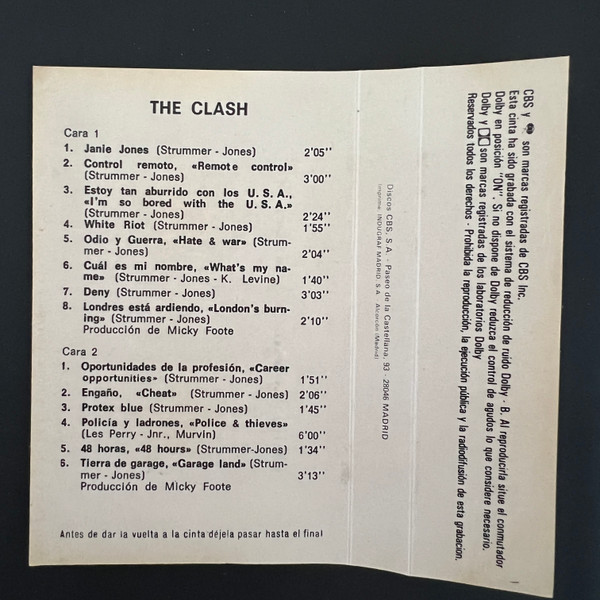 THE CLASH
Cara 1
1. Janie Jones (Strummer - Jones) 2'05''
2. Control remoto, «Remote control»
(Strummer - Jones) 3'00''
3. Estoy tan aburrido con los U. S. A.,
«I'm so bored with the U. S. A.»
(Strummer - Jones) 2'24''
4. White Riot (Strummer - Jones) 1'55''
5. Odio y Guerra, «Hate & war» (Strum-
mer - Jones) 2'04''
6. Cuál es mi nombre, «What's my na-
me» (Strummer - Jones - K. Levine) 1'40''
7. Deny (Strummer - Jones) 3'03''
8. Londres está ardiendo, «London's burn-
ing» (Strummer - Jones) 2'10''
Producción de Micky Foote
Cara 2
1. Oportunidades de la profesión, «Career
opportunities» (Strummer - Jones) 1'51''
2. Engaño, «Cheat» (Strummer - Jones) 2'06''
3. Protex blue (Strummer - Jones) 1'45''
4. Policía y ladrones, «Police & thieves»
(Les Perry - Jnr., Murvin) 6'00''
5. 48 horas, «48 hours» (Strummer-Jones) 1'34''
6. Tierra de garage, «Garage land» (Strum-
mer - Jones) 3'13''
Producción de Micky Foote
Antes de dar la vuelta a la cinta déjela pasar hasta el final
Discos CBS, S.A. Paseo de la Castellana, 93 - 28046 MADRID
Imprime: INDUGRAF MADRID, S.A. Alcorcón (Madrid)
CBS y son marcas registradas de CBS Inc.
Esta cinta ha sido grabada con el sistema de reducción de ruido Dolby - B. Al reproducirla situe el conmutador
Dolby en posición "ON". Si no dispone de Dolby reduzca el control de agudos lo que considere necesario.
Dolby y son marcas registradas de los laboratorios Dolby
Reservados todos los derechos - Prohibida la reproducción, la ejecución pública y la radiodifusión de esta grabacion.